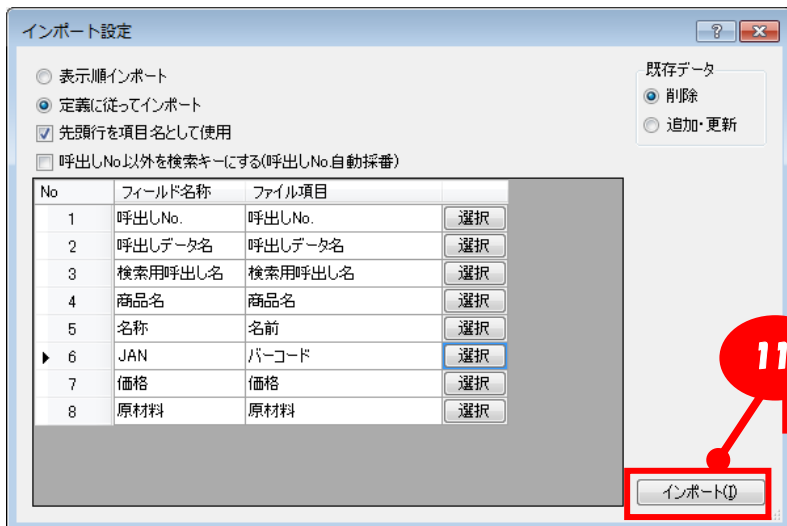 インポート設定
表示順インポート
定義に従ってインポート
先頭行を項目名として使用
呼出しNo以外を検索キーにする(呼出しNo自動採番)
既存データ
削除
追加・更新
No フィールド名称 ファイル項目
1 呼出しNo. 呼出しNo. 選択
2 呼出しデータ名 呼出しデータ名 選択
3 検索用呼出し名 検索用呼出し名 選択
4 商品名 商品名 選択
5 名称 名前 選択
6 JAN バーコード 選択
7 価格 価格 選択
8 原材料 原材料 選択
11
インポート(I)